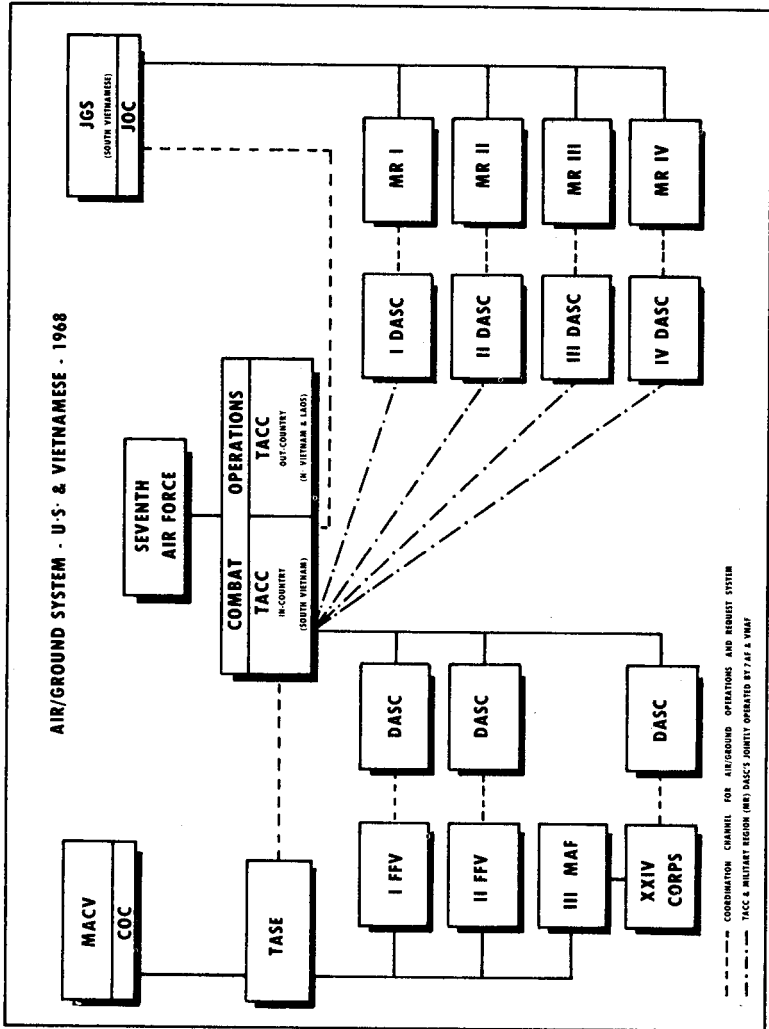 AIR/GROUND SYSTEM - U.S. & VIETNAMESE - 1968
MACV
COC
SEVENTH
AIR FORCE
JGS
(SOUTH VIETNAMESE)
JOC
TASE
COMBAT OPERATIONS
TACC
IN-COUNTRY
(SOUTH VIETNAM)
TACC
OUT-COUNTRY
(N. VIETNAM & LAOS)
I FFV
DASC
I DASC
MR I
II FFV
DASC
II DASC
MR II
III MAF
III DASC
MR III
XXIV
CORPS
DASC
IV DASC
MR IV
COORDINATION CHANNEL FOR AIR/GROUND OPERATIONS AND REQUEST SYSTEM
TACC & MILITARY REGION (MR) DASC'S JOINTLY OPERATED BY 7AF & VNAF